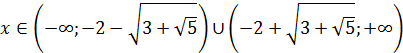 x ∈ (−∞; −2 − √(3 + √5)) ∪ (−2 + √(3 + √5); +∞)